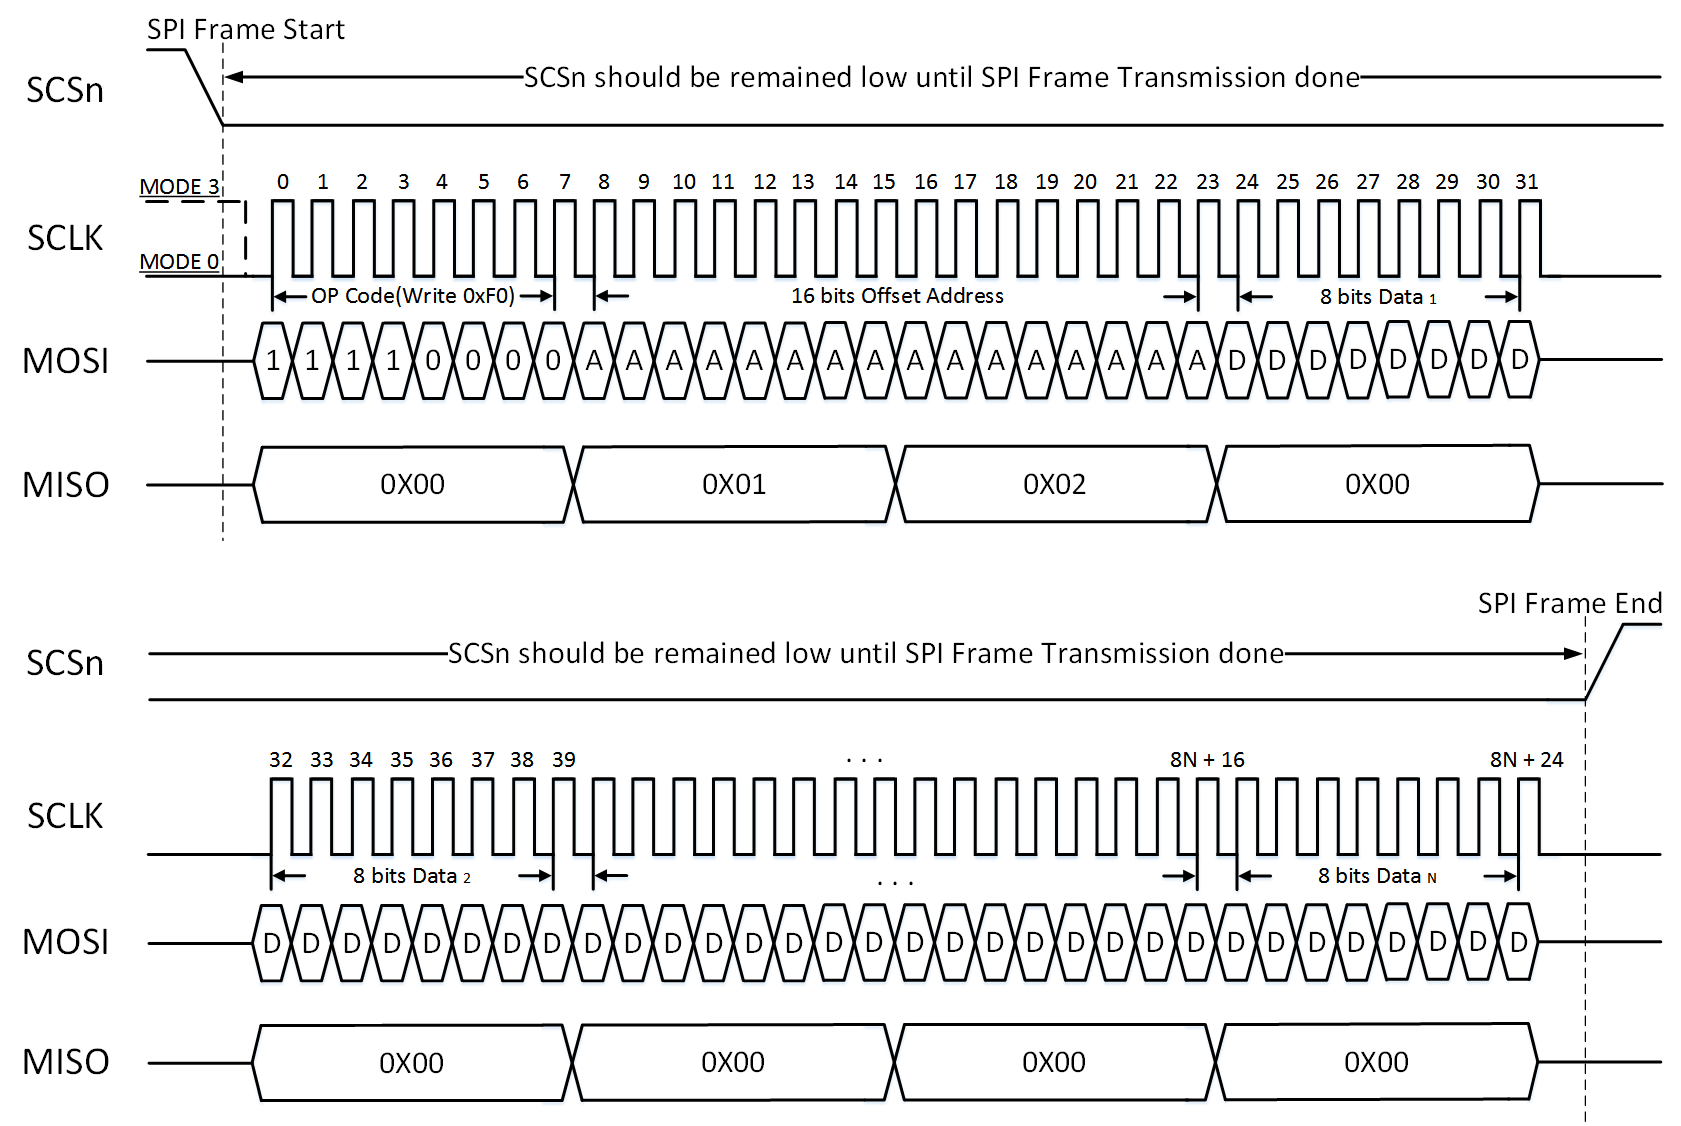 SPI Frame Start
SCSn
SCSn should be remained low until SPI Frame Transmission done
MODE 3
0 1 2 3 4 5 6 7 8 9 10 11 12 13 14 15 16 17 18 19 20 21 22 23 24 25 26 27 28 29 30 31
SCLK
MODE 0
OP Code(Write 0xF0) 16 bits Offset Address 8 bits Data 1
MOSI 1 1 1 1 0 0 0 0 A A A A A A A A A A A A A A A A D D D D D D D D
MISO 0X00 0X01 0X02 0X00
SPI Frame End
SCSn SCSn should be remained low until SPI Frame Transmission done
32 33 34 35 36 37 38 39 . . . 8N + 16 8N + 24
SCLK
8 bits Data 2 . . . 8 bits Data N
MOSI D D D D D D D D D D D D D D D D D D D D D D D D D D D D D D D D
MISO 0X00 0X00 0X00 0X00